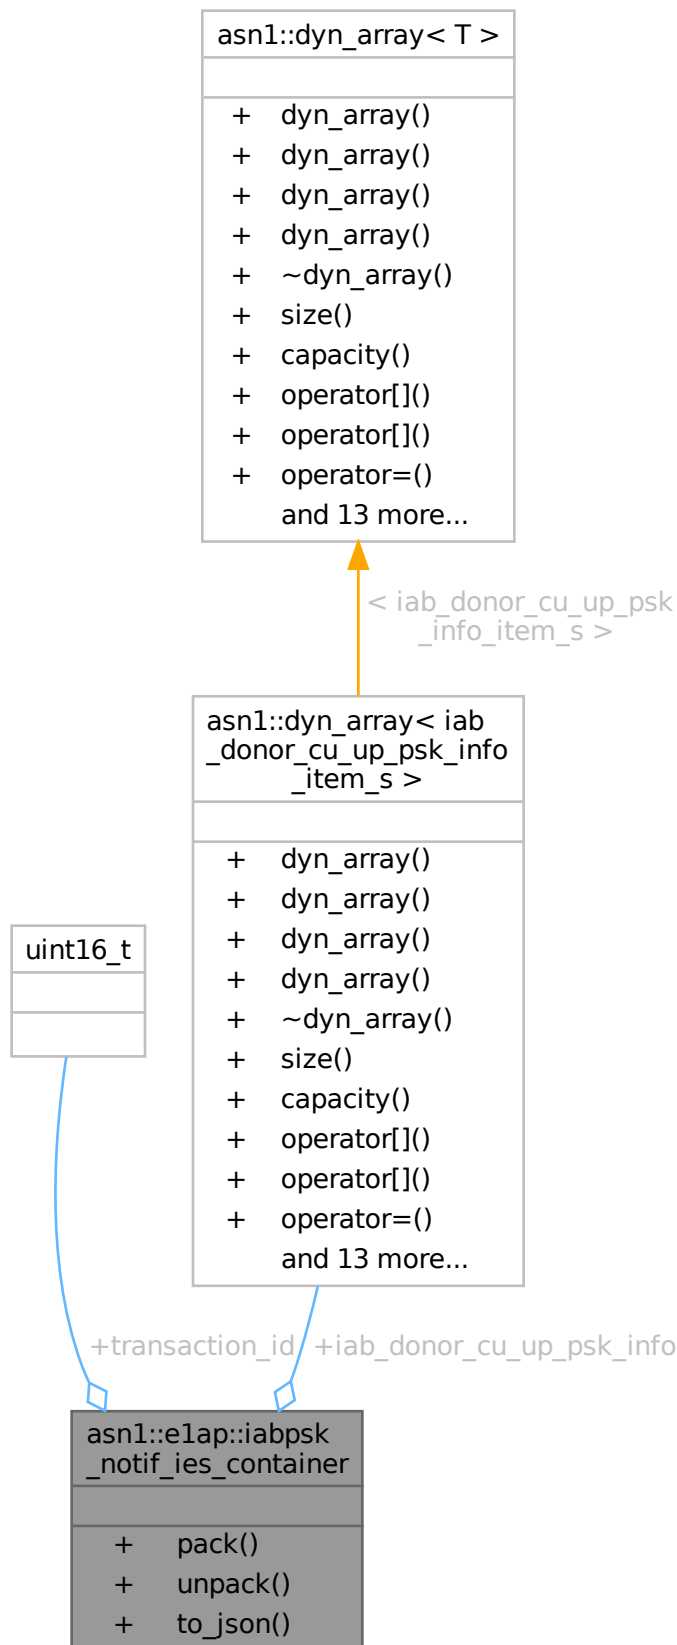 asn1::dyn_array< T >
+ dyn_array()
+ dyn_array()
+ dyn_array()
+ dyn_array()
+ ~dyn_array()
+ size()
+ capacity()
+ operator[]()
+ operator[]()
+ operator=()
and 13 more...
< iab_donor_cu_up_psk
_info_item_s >
asn1::dyn_array< iab
_donor_cu_up_psk_info
_item_s >
+ dyn_array()
+ dyn_array()
+ dyn_array()
+ dyn_array()
+ ~dyn_array()
+ size()
+ capacity()
+ operator[]()
+ operator[]()
+ operator=()
and 13 more...
uint16_t
+transaction_id
+iab_donor_cu_up_psk_info
asn1::e1ap::iabpsk
_notif_ies_container
+ pack()
+ unpack()
+ to_json()